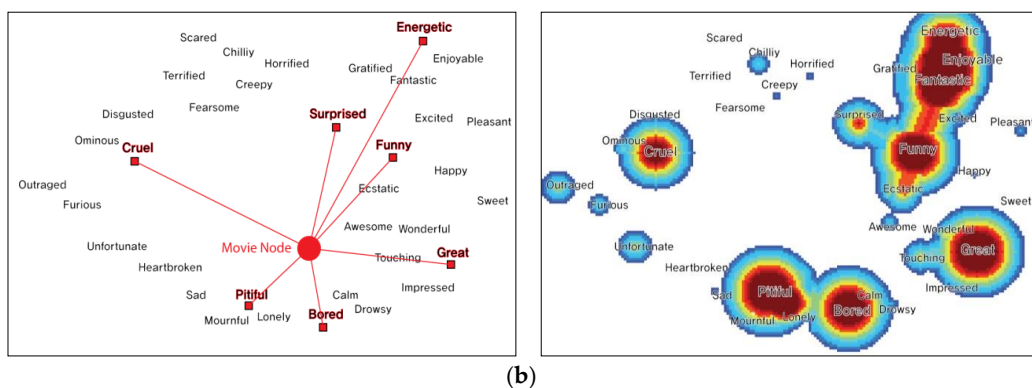 Energetic
Scared
Chilliy
Enjoyable
Horrified
Gratified
Terrified
Creepy
Fantastic
Fearsome
Disgusted
Surprised
Excited
Pleasant
Ominous
Funny
Cruel
Happy
Outraged
Ecstatic
Furious
Sweet
Awesome
Wonderful
Unfortunate
Movie Node
Great
Touching
Heartbroken
Impressed
Sad
Pitiful
Calm
Mournful
Lonely
Bored
Drowsy
Energetic
Scared
Chilliy
Enjoyable
Horrified
Gratified
Terrified
Creepy
Fantastic
Fearsome
Disgusted
Surprised
Excited
Pleasant
Ominous
Funny
Cruel
Happy
Outraged
Ecstatic
Furious
Sweet
Awesome
Wonderful
Unfortunate
Great
Touching
Heartbroken
Impressed
Sad
Pitiful
Calm
Mournful
Lonely
Bored
Drowsy
(b)